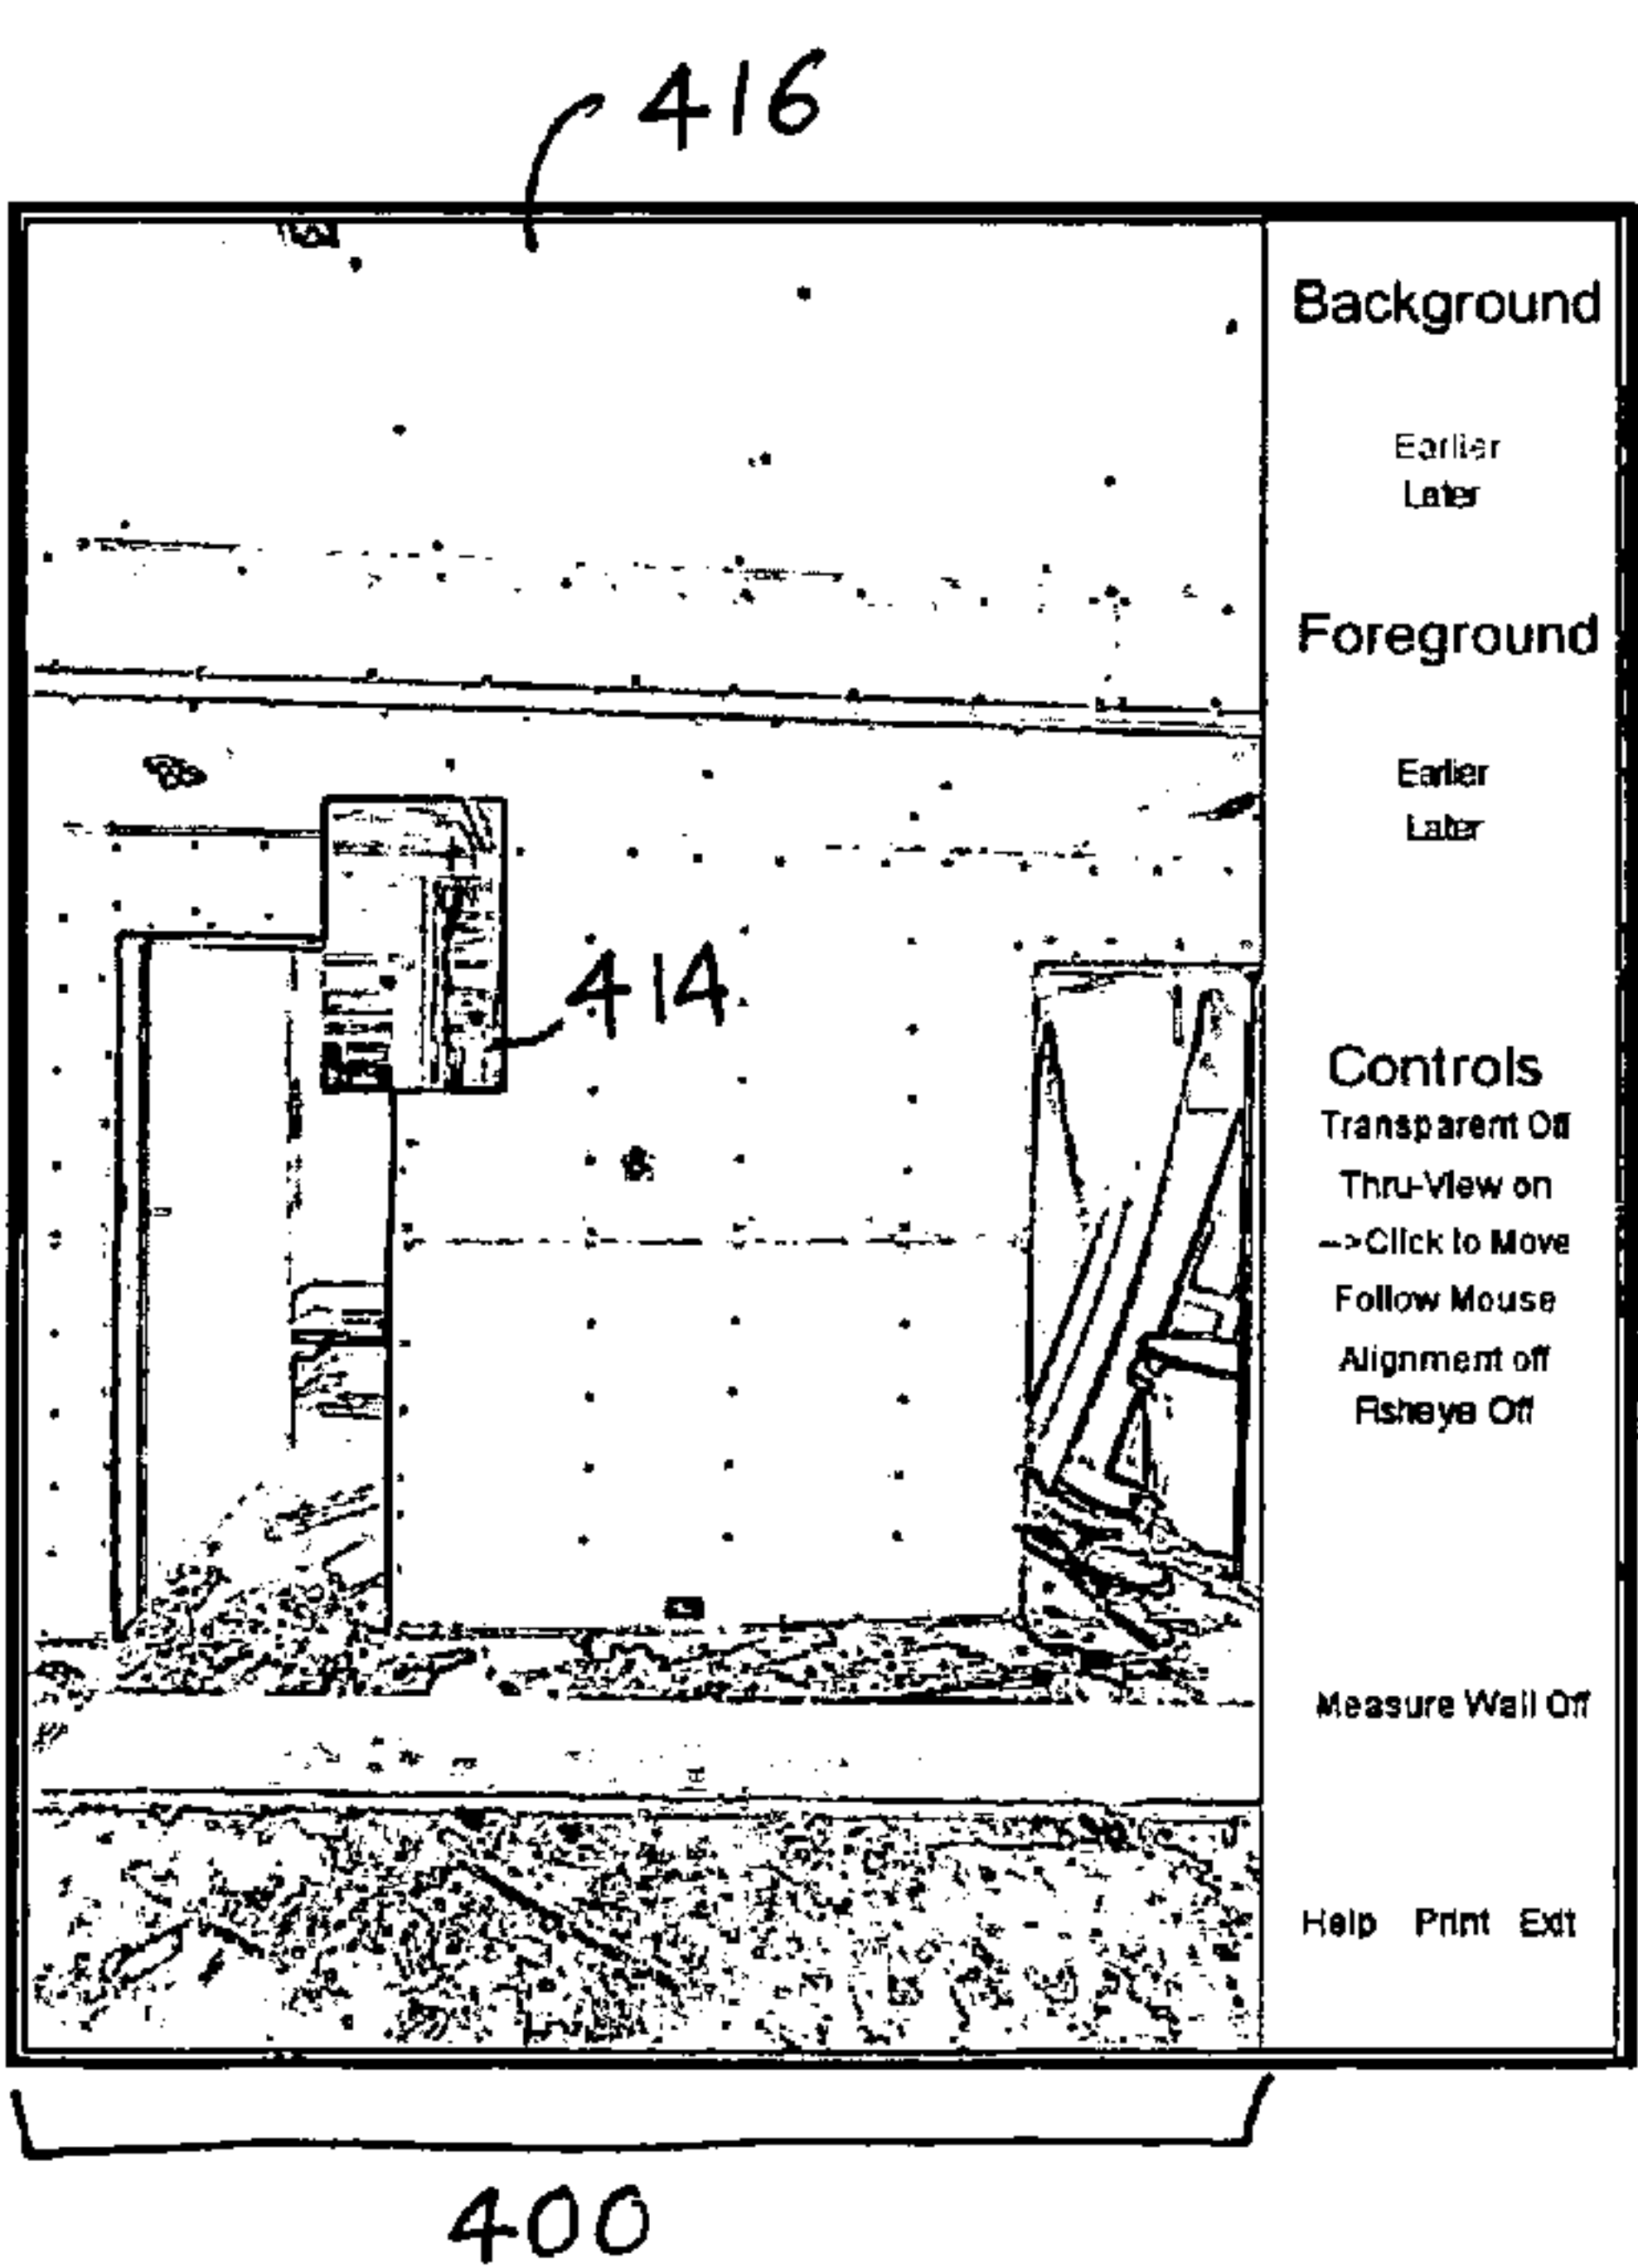 416
Background
Earlier
Later
Foreground
Earlier
Later
414
Controls
Transparent Off
Thru-View on
-->Click to Move
Follow Mouse
Alignment off
Fisheye Off
Measure Wall Off
Help Print Exit
400